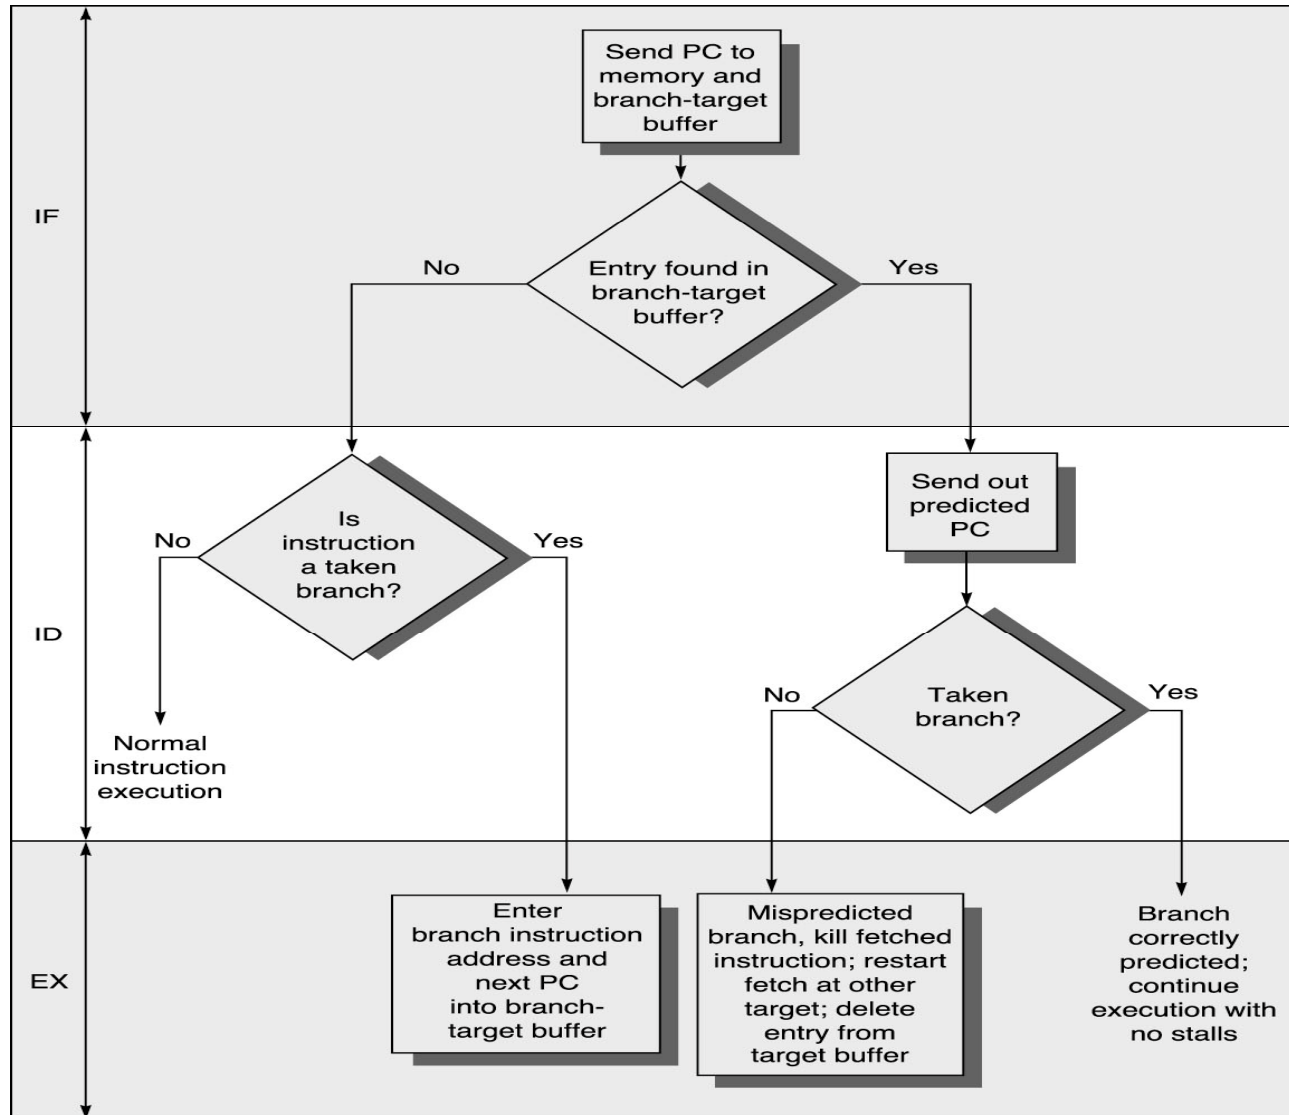 Send PC to
memory and
branch-target
buffer
IF
No
Entry found in
branch-target
buffer?
Yes
No
Is
instruction
a taken
branch?
Yes
Send out
predicted
PC
ID
Normal
instruction
execution
No
Taken
branch?
Yes
EX
Enter
branch instruction
address and
next PC
into branch-
target buffer
Mispredicted
branch, kill fetched
instruction; restart
fetch at other
target; delete
entry from
target buffer
Branch
correctly
predicted;
continue
execution with
no stalls